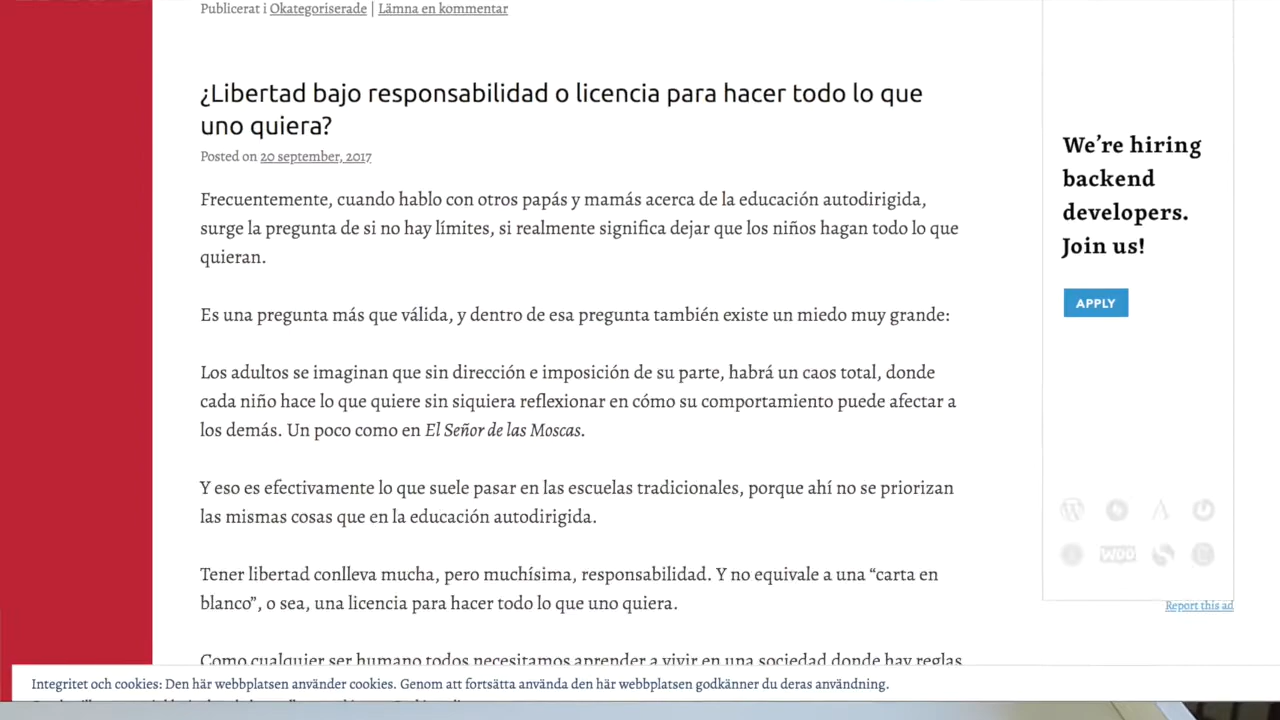 Publicerat i Okategoriserade | Lämna en kommentar
¿Libertad bajo responsabilidad o licencia para hacer todo lo que
uno quiera?
Posted on 20 september, 2017
Frecuentemente, cuando hablo con otros papás y mamás acerca de la educación autodirigida,
surge la pregunta de si no hay límites, si realmente significa dejar que los niños hagan todo lo que
quieran.
Es una pregunta más que válida, y dentro de esa pregunta también existe un miedo muy grande:
Los adultos se imaginan que sin dirección e imposición de su parte, habrá un caos total, donde
cada niño hace lo que quiere sin siquiera reflexionar en cómo su comportamiento puede afectar a
los demás. Un poco como en El Señor de las Moscas.
Y eso es efectivamente lo que suele pasar en las escuelas tradicionales, porque ahí no se priorizan
las mismas cosas que en la educación autodirigida.
Tener libertad conlleva mucha, pero muchísima, responsabilidad. Y no equivale a una “carta en
blanco”, o sea, una licencia para hacer todo lo que uno quiera.
Como cualquier ser humano todos necesitamos aprender a vivir en una sociedad donde hay reglas
We’re hiring
backend
developers.
Join us!
APPLY
WOO
Report this ad
Integritet och cookies: Den här webbplatsen använder cookies. Genom att fortsätta använda den här webbplatsen godkänner du deras användning.